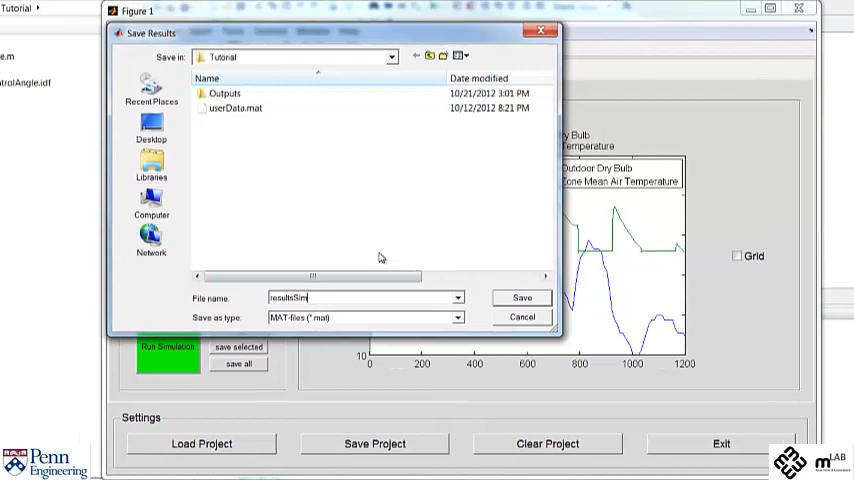 Tutorial
Figure 1
Save Results
Save in:
Tutorial
Name
Date modified
Outputs
10/21/2012 3:01 PM
userData.mat
10/12/2012 8:21 PM
Recent Places
Desktop
Libraries
Computer
Network
File name:
resultsSim
Save
Save as type:
MAT-files (*.mat)
Cancel
e.m
trolAngle.idf
ry Bulb
Temperature
Outdoor Dry Bulb
Zone Mean Air Temperature
Grid
10
0
200
400
600
800
1000
1200
Run Simulation
save selected
save all
Settings
Load Project
Save Project
Clear Project
Exit
Penn
Engineering
mLAB